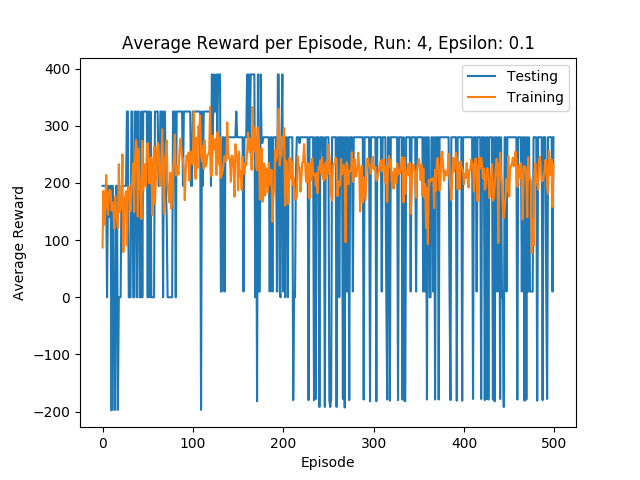 Average Reward per Episode, Run: 4, Epsilon: 0.1
Testing
Training
400
300
200
100
0
−100
−200
Average Reward
0
100
200
300
400
500
Episode